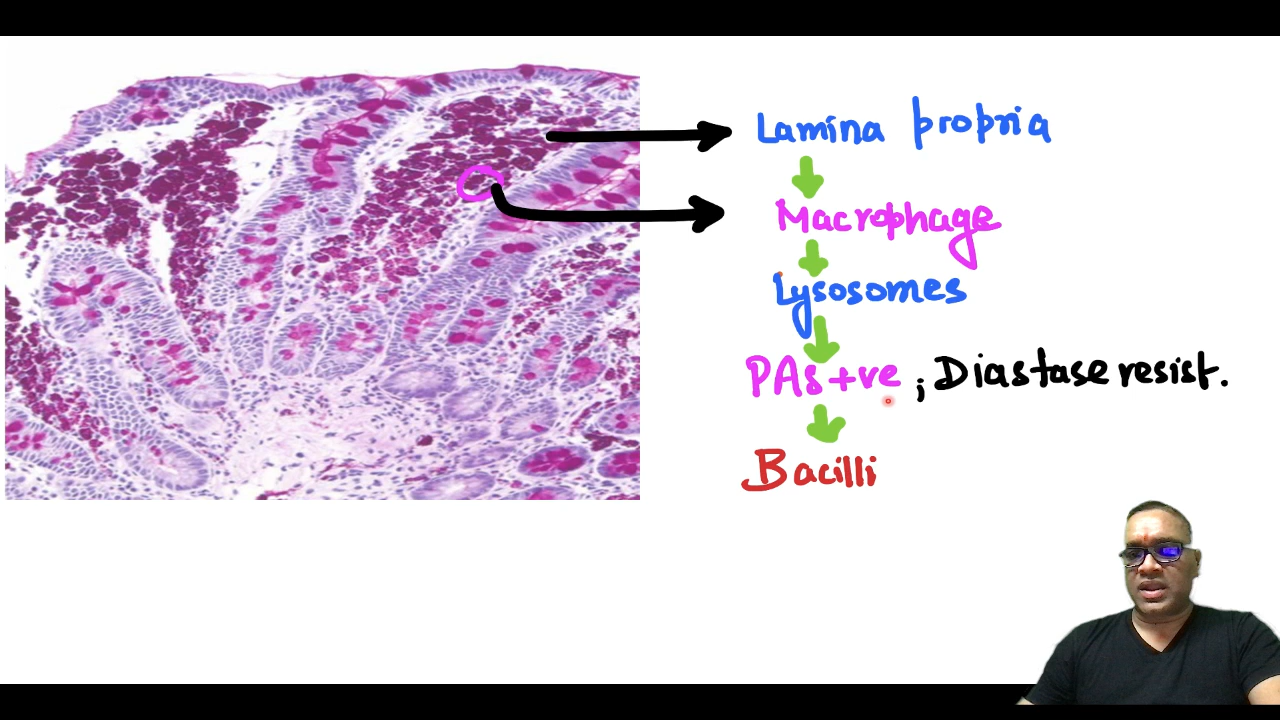 Lamina propria
Macrophage
Lysosomes
PAS +ve ; Diastase resist.
Bacilli